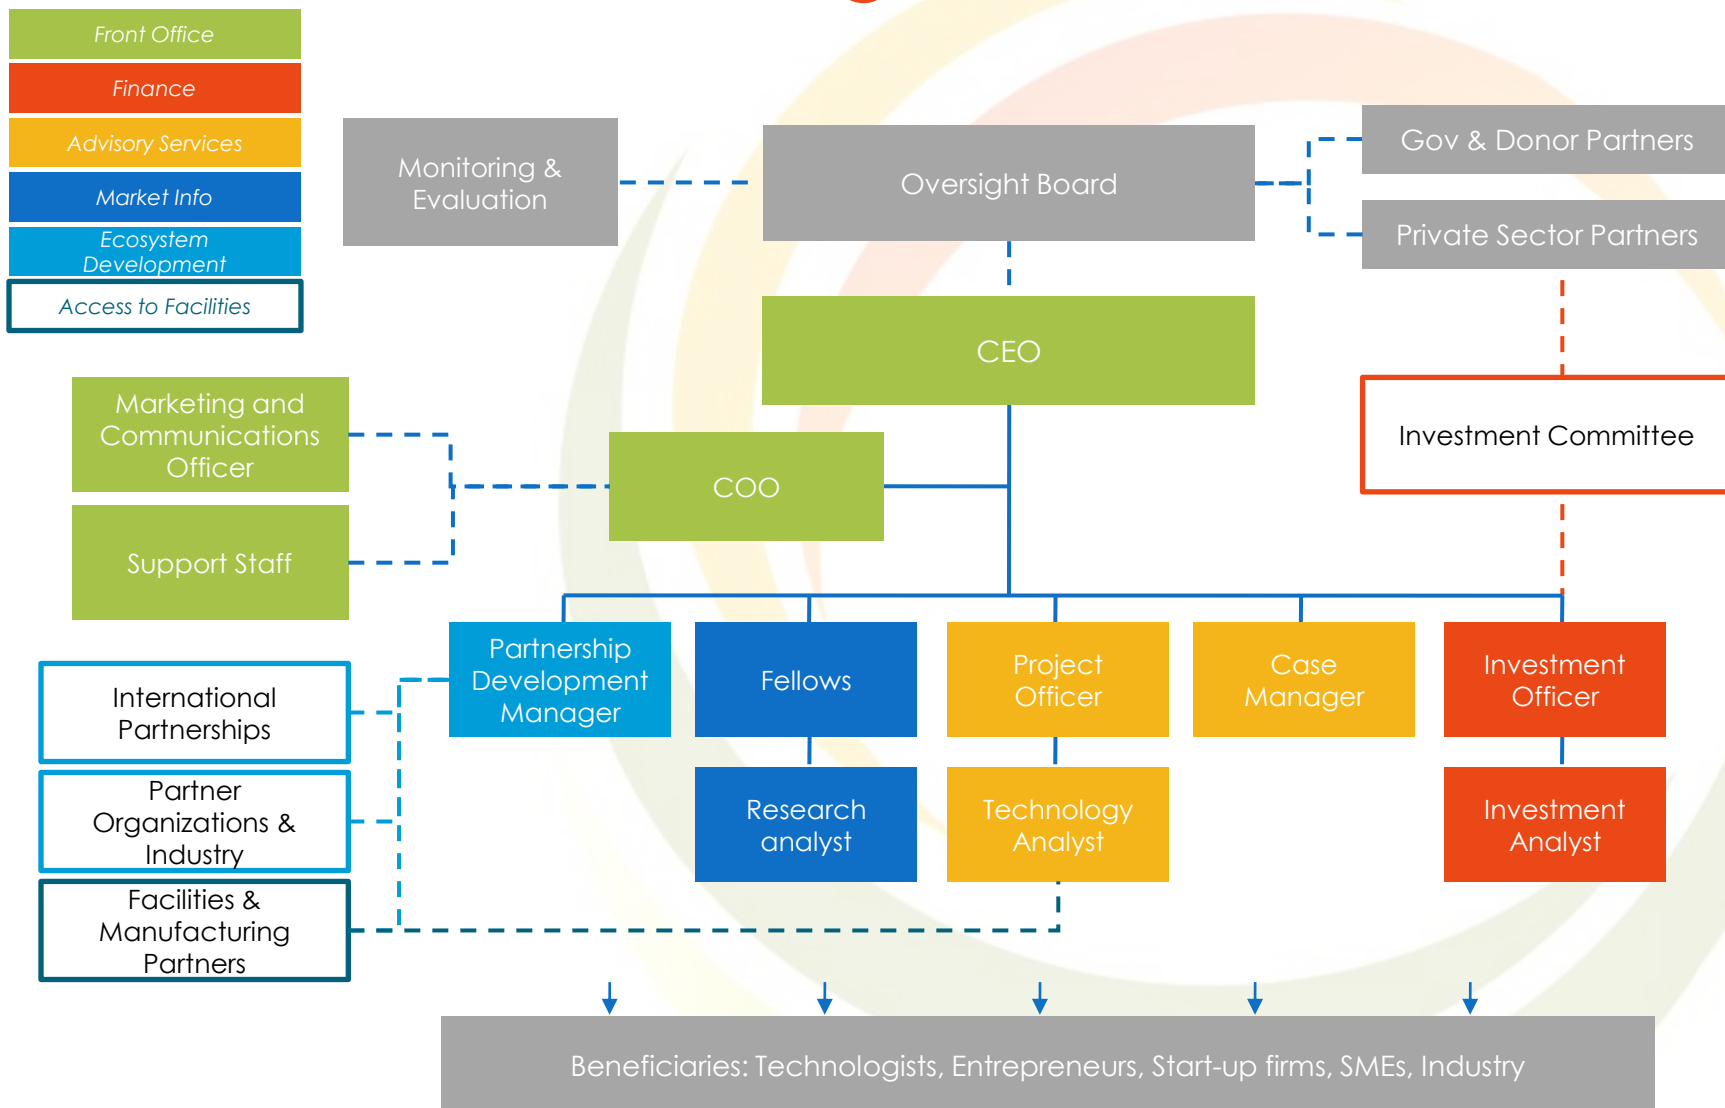 Front Office
Finance
Advisory Services
Market Info
Ecosystem
Development
Access to Facilities
Monitoring &
Evaluation
Oversight Board
Gov & Donor Partners
Private Sector Partners
CEO
Marketing and
Communications
Officer
COO
Investment Committee
Support Staff
Partnership
Development
Manager
Fellows
Project
Officer
Case
Manager
Investment
Officer
International
Partnerships
Research
analyst
Technology
Analyst
Investment
Analyst
Partner
Organizations &
Industry
Facilities &
Manufacturing
Partners
Beneficiaries: Technologists, Entrepreneurs, Start-up firms, SMEs, Industry